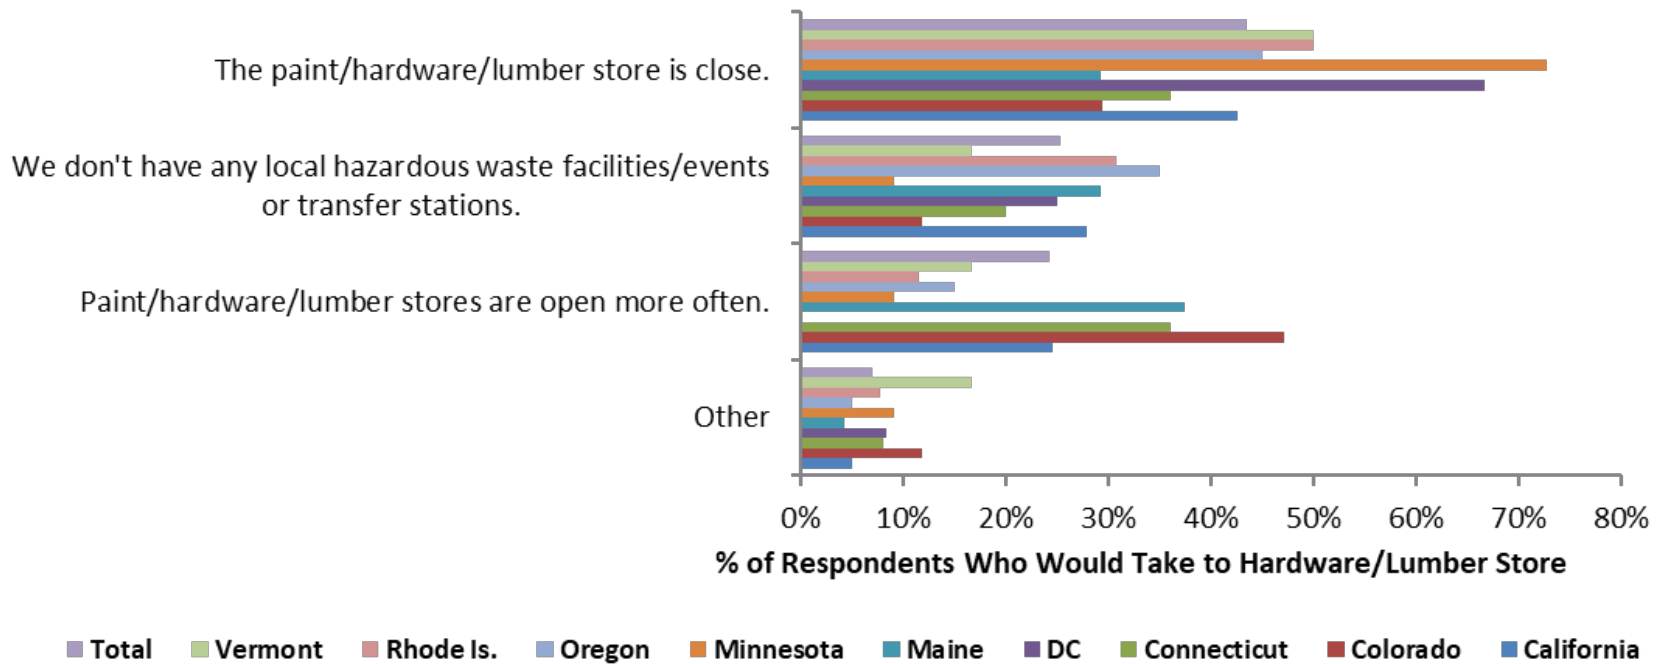 The paint/hardware/lumber store is close.
We don't have any local hazardous waste facilities/events
or transfer stations.
Paint/hardware/lumber stores are open more often.
Other
0% 10% 20% 30% 40% 50% 60% 70% 80%
% of Respondents Who Would Take to Hardware/Lumber Store
Total Vermont Rhode Is. Oregon Minnesota Maine DC Connecticut Colorado California